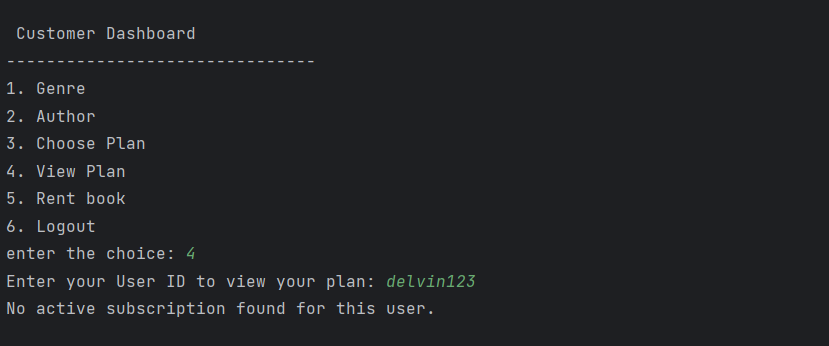 Customer Dashboard
-------------------------------
1. Genre
2. Author
3. Choose Plan
4. View Plan
5. Rent book
6. Logout
enter the choice: 4
Enter your User ID to view your plan: delvin123
No active subscription found for this user.